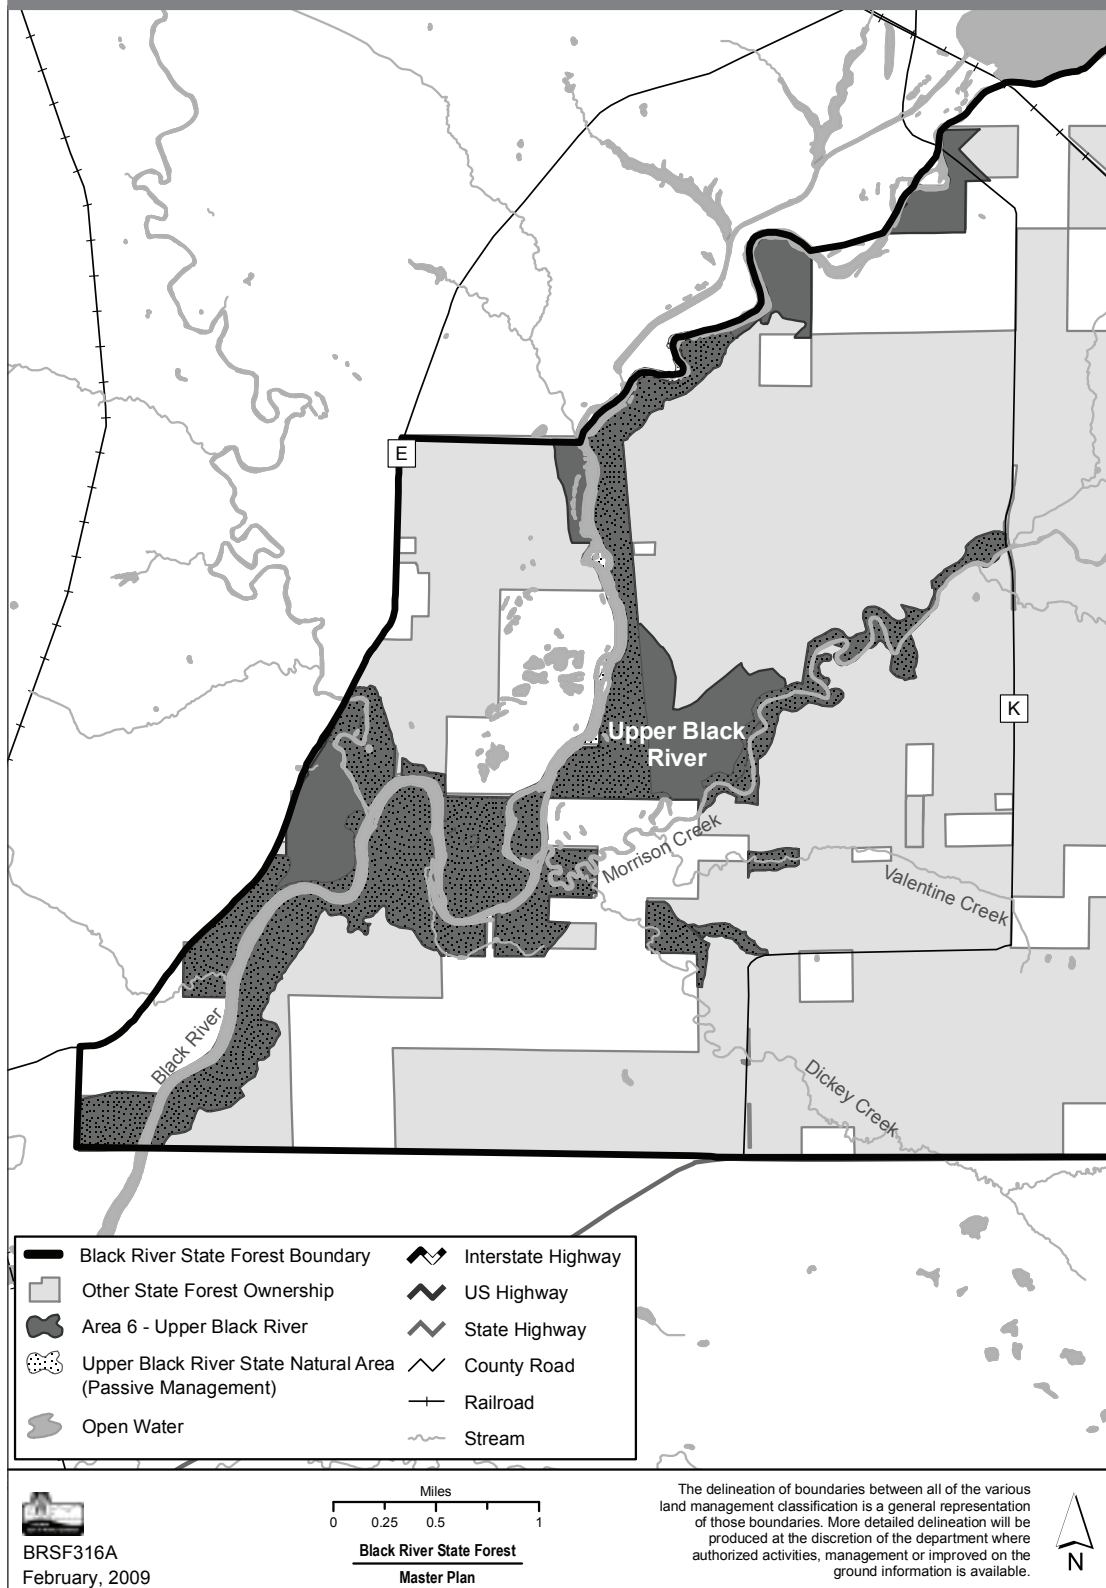 E
K
Upper Black
River
Morrison Creek
Valentine Creek
Black River
Dickey Creek
Black River State Forest Boundary
Other State Forest Ownership
Area 6 - Upper Black River
Upper Black River State Natural Area
(Passive Management)
Open Water
Interstate Highway
US Highway
State Highway
County Road
Railroad
Stream
BRSF316A
February, 2009
Miles
0 0.25 0.5 1
Black River State Forest
Master Plan
The delineation of boundaries between all of the various
land management classification is a general representation
of those boundaries. More detailed delineation will be
produced at the discretion of the department where
authorized activities, management or improved on the
ground information is available.
N